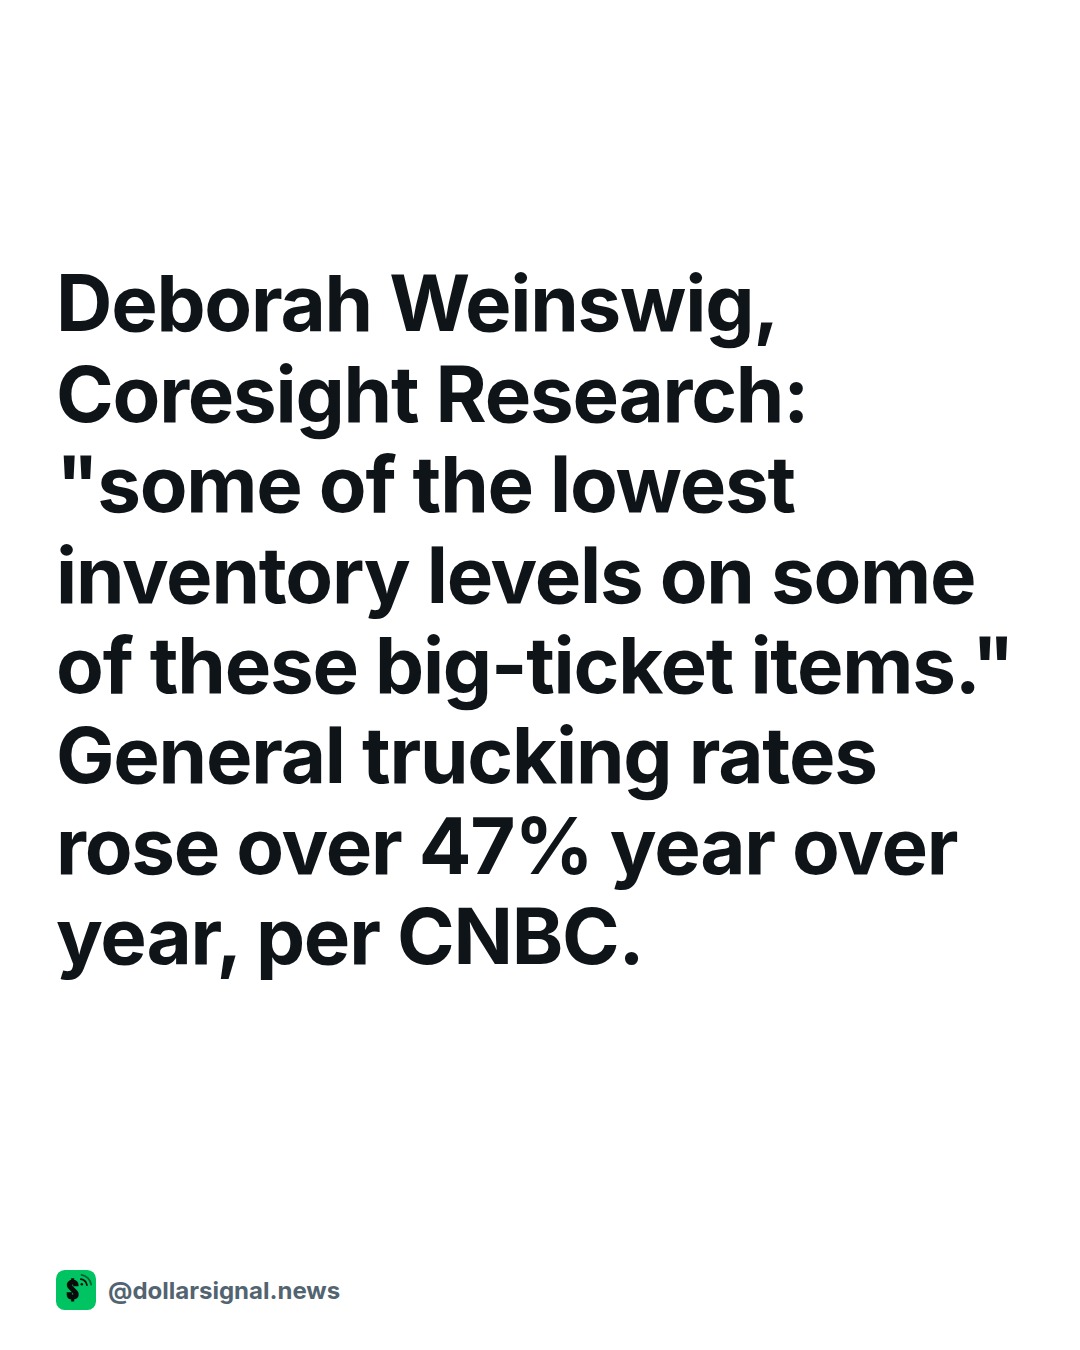 Deborah Weinswig,
Coresight Research:
"some of the lowest
inventory levels on some
of these big-ticket items."
General trucking rates
rose over 47% year over
year, per CNBC.
$ @dollarsignal.news